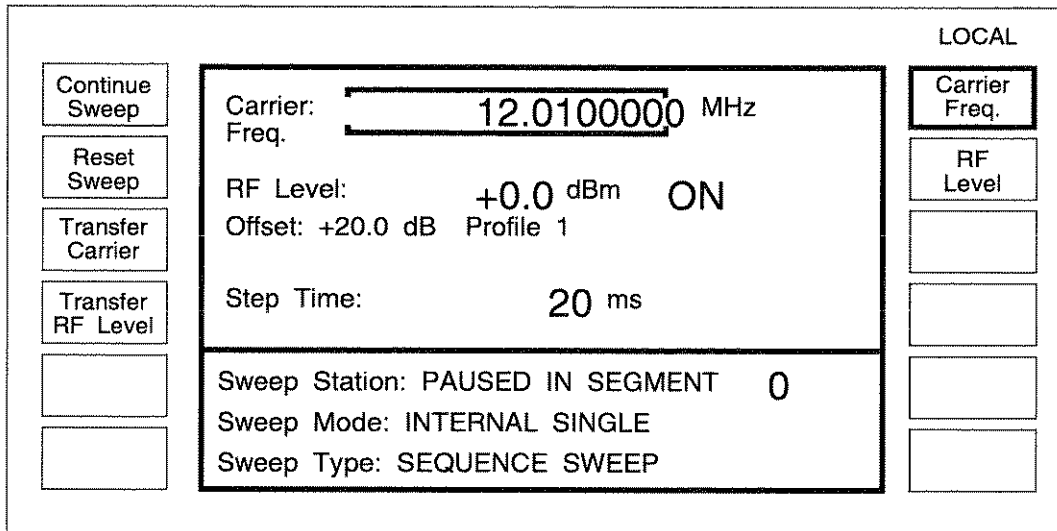 LOCAL
Continue
Sweep
Reset
Sweep
Transfer
Carrier
Transfer
RF Level
Carrier: 12.0100000 MHz
Freq.
RF Level: +0.0 dBm ON
Offset: +20.0 dB Profile 1
Step Time: 20 ms
Sweep Station: PAUSED IN SEGMENT 0
Sweep Mode: INTERNAL SINGLE
Sweep Type: SEQUENCE SWEEP
Carrier
Freq.
RF
Level